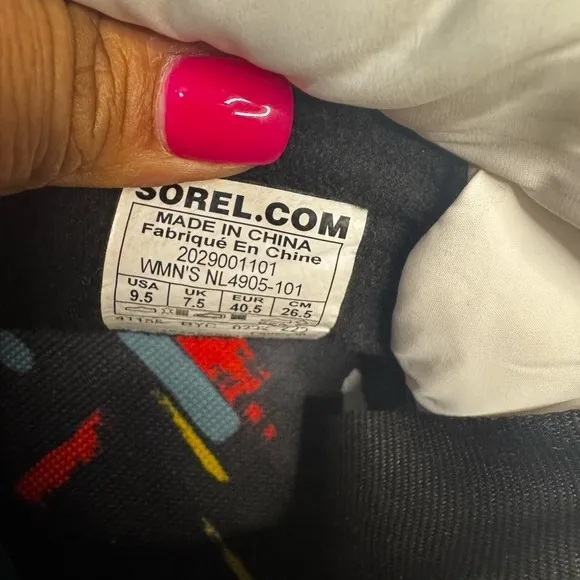 SOREL.COM
MADE IN CHINA
Fabriqué En Chine
2029001101
WMN'S NL4905-101
USA UK EUR CM
9.5 7.5 40.5 26.5